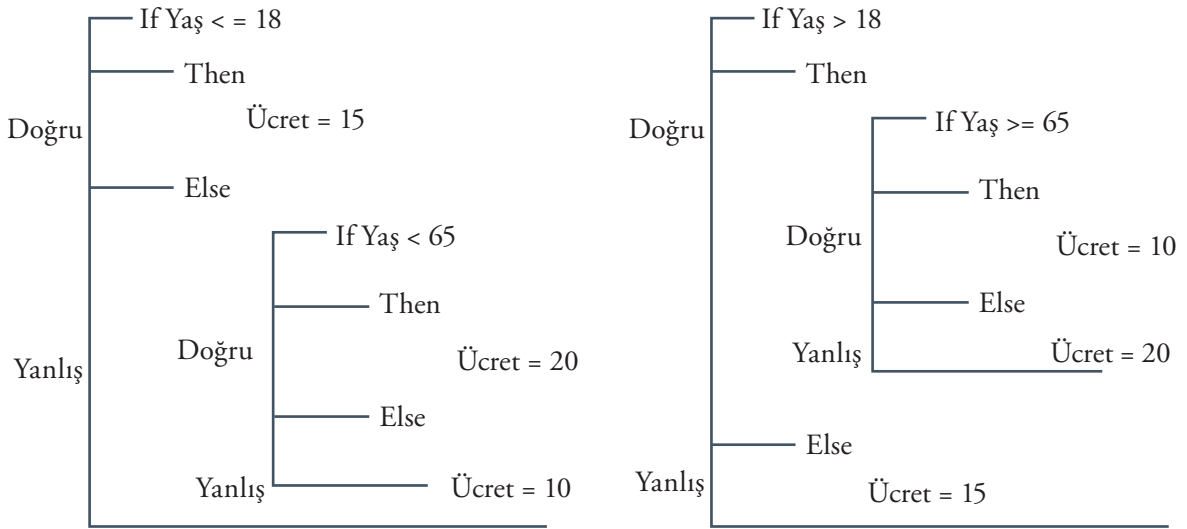 If Yaş < = 18
Then
Ücret = 15
Doğru
Else
If Yaş < 65
Then
Doğru
Ücret = 20
Yanlış
Else
Yanlış
Ücret = 10
If Yaş > 18
Then
Doğru
If Yaş >= 65
Then
Doğru
Ücret = 10
Else
Yanlış
Ücret = 20
Else
Yanlış
Ücret = 15